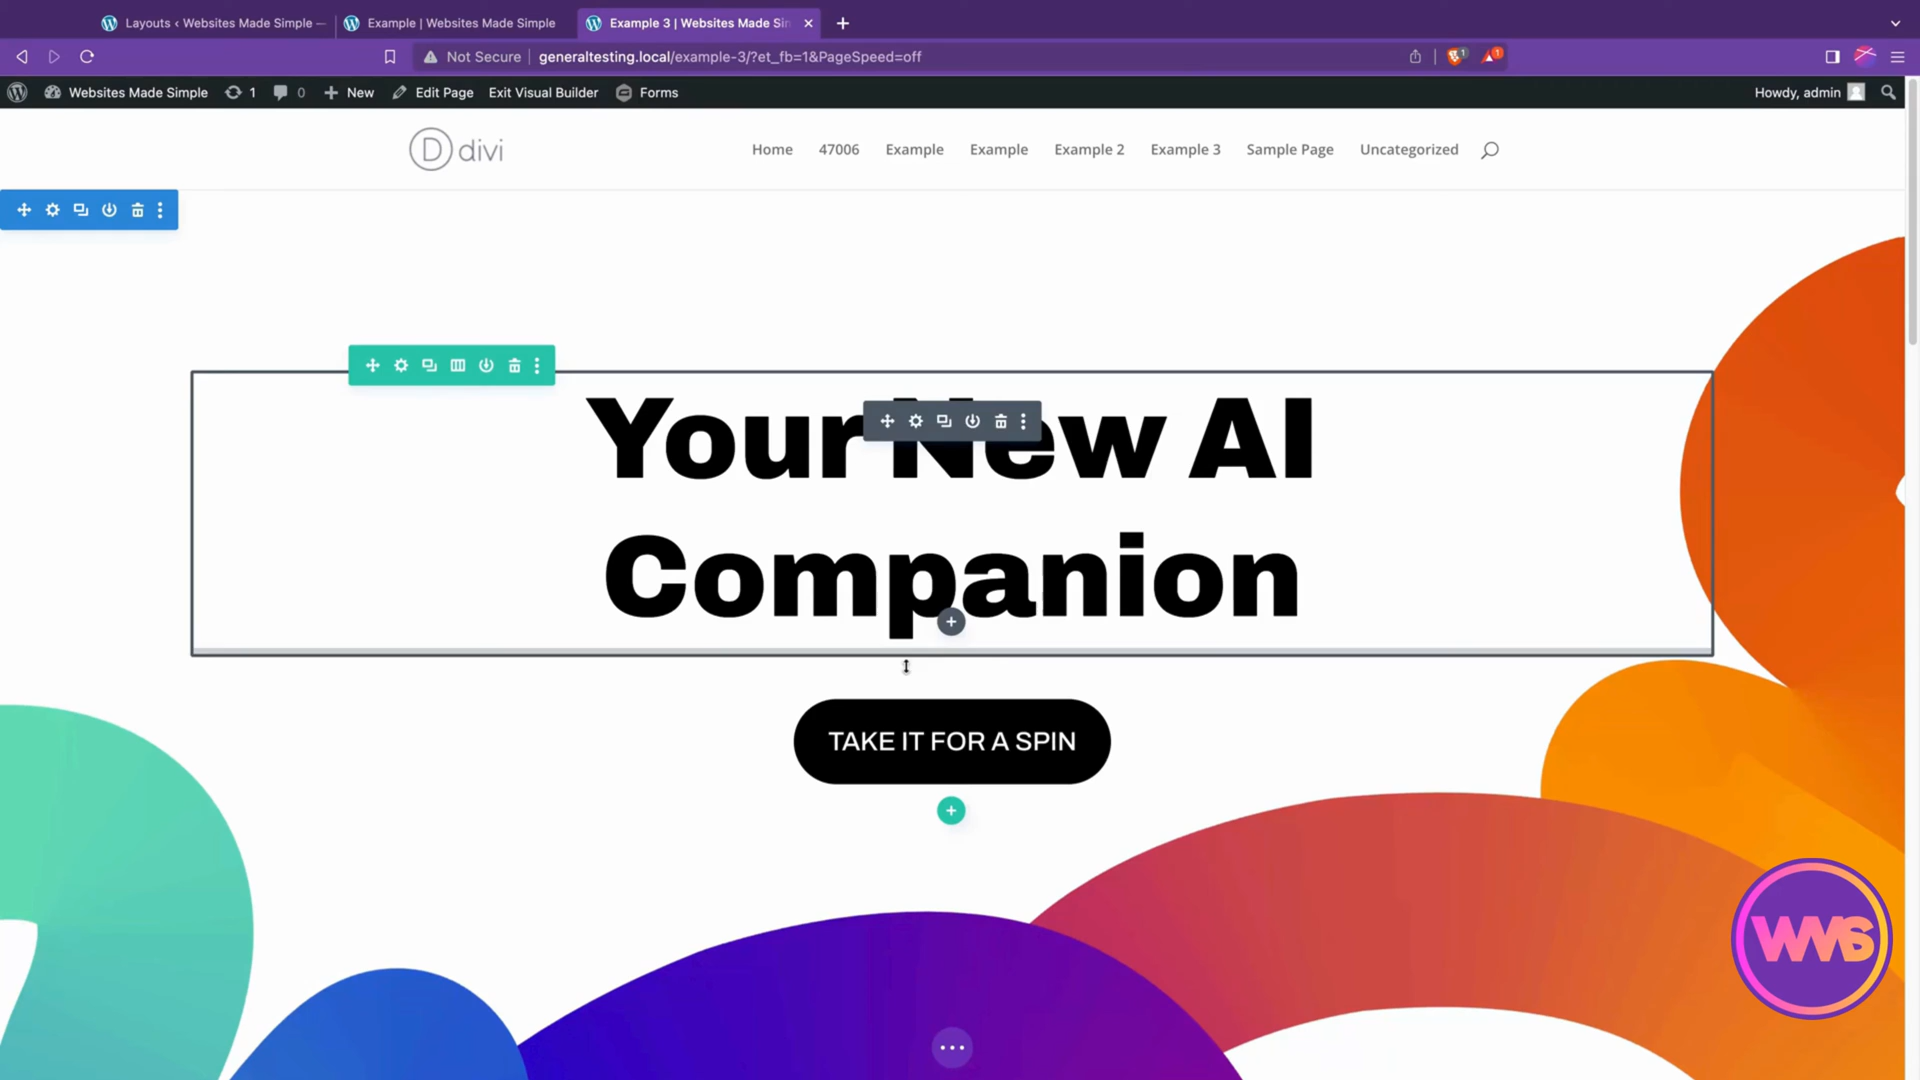 Layouts ‹ Websites Made Simple —
Example | Websites Made Simple
Example 3 | Websites Made Sim
Not Secure
generaltesting.local/example-3/?et_fb=1&PageSpeed=off
1
1
Websites Made Simple
1
0
New
Edit Page
Exit Visual Builder
Forms
Howdy, admin
D divi
Home
47006
Example
Example
Example 2
Example 3
Sample Page
Uncategorized
Your New AI
Companion
TAKE IT FOR A SPIN
WMS